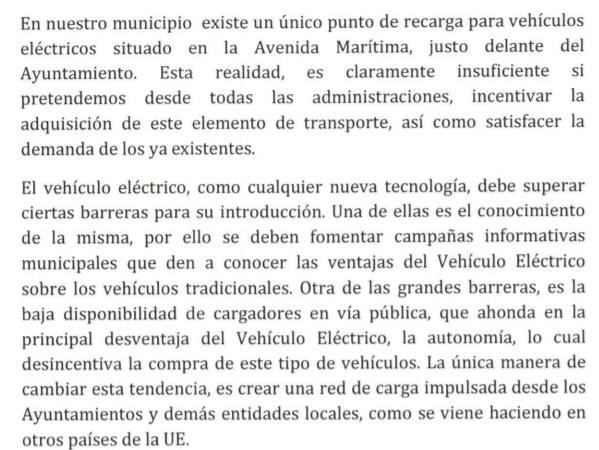 En nuestro municipio existe un único punto de recarga para vehículos
eléctricos situado en la Avenida Marítima, justo delante del
Ayuntamiento. Esta realidad, es claramente insuficiente si
pretendemos desde todas las administraciones, incentivar la
adquisición de este elemento de transporte, así como satisfacer la
demanda de los ya existentes.
El vehículo eléctrico, como cualquier nueva tecnología, debe superar
ciertas barreras para su introducción. Una de ellas es el conocimiento
de la misma, por ello se deben fomentar campañas informativas
municipales que den a conocer las ventajas del Vehículo Eléctrico
sobre los vehículos tradicionales. Otra de las grandes barreras, es la
baja disponibilidad de cargadores en vía pública, que ahonda en la
principal desventaja del Vehículo Eléctrico, la autonomía, lo cual
desincentiva la compra de este tipo de vehículos. La única manera de
cambiar esta tendencia, es crear una red de carga impulsada desde los
Ayuntamientos y demás entidades locales, como se viene haciendo en
otros países de la UE.